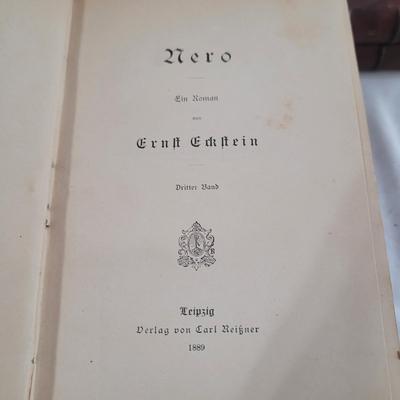 Nero
Ein Roman
von
Ernst Eckstein
Dritter Band
Leipzig
Verlag von Carl Reißner
1889